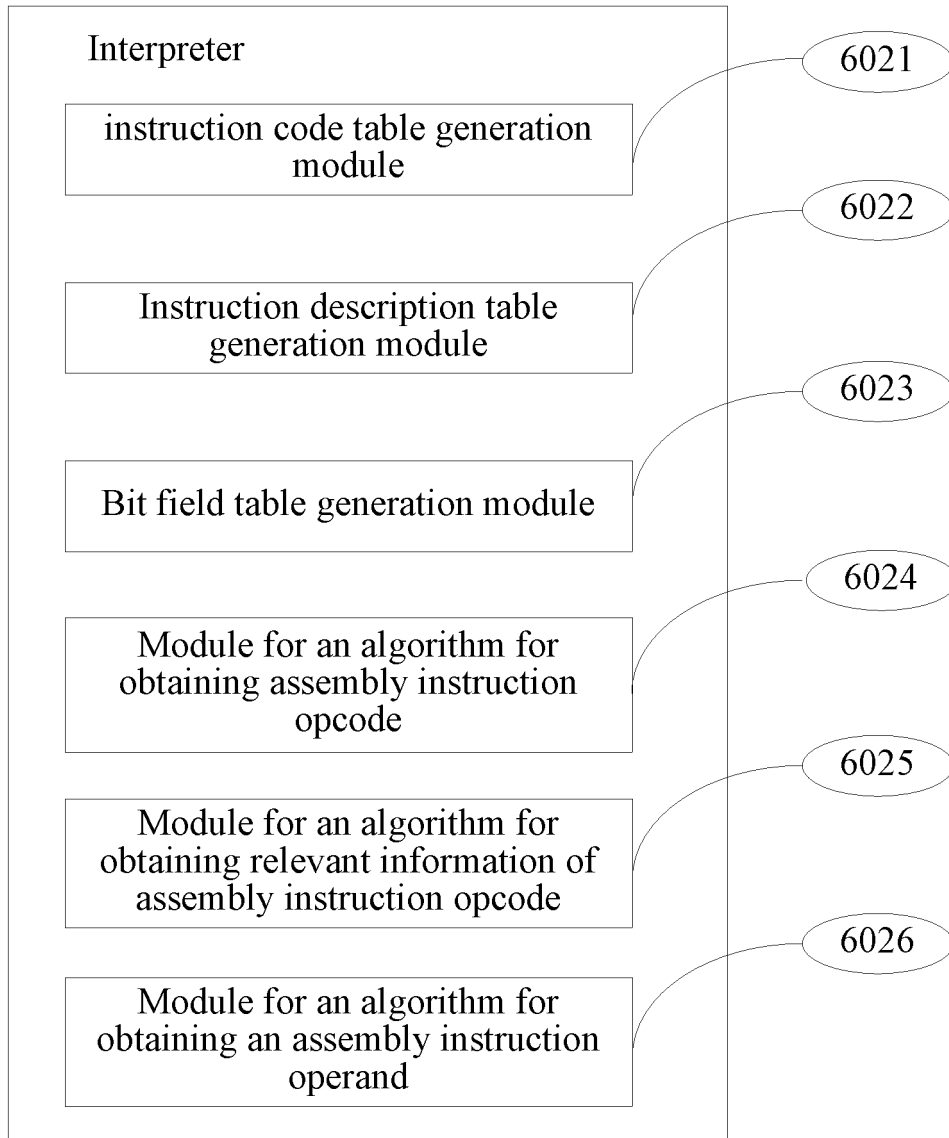 Interpreter
6021
instruction code table generation
module
6022
Instruction description table
generation module
6023
Bit field table generation module
6024
Module for an algorithm for
obtaining assembly instruction
opcode
6025
Module for an algorithm for
obtaining relevant information of
assembly instruction opcode
6026
Module for an algorithm for
obtaining an assembly instruction
operand